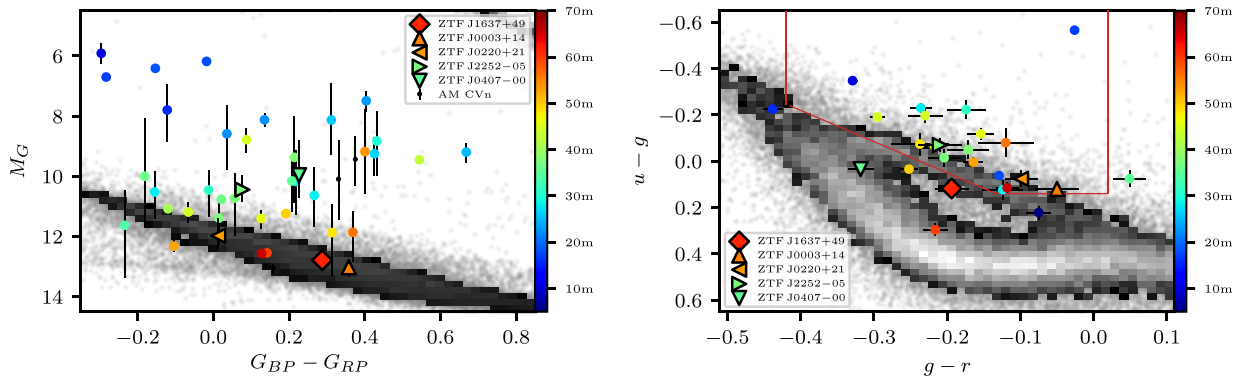 4
6
8
10
12
14
M_G
−0.2
0.0
0.2
0.4
0.6
0.8
G_BP − G_RP
ZTF J1637+49
ZTF J0003+14
ZTF J0220+21
ZTF J2252−05
ZTF J0407−00
AM CVn
70m
60m
50m
40m
30m
20m
10m
−0.6
−0.4
−0.2
0.0
0.2
0.4
0.6
u − g
−0.5
−0.4
−0.3
−0.2
−0.1
0.0
0.1
g − r
ZTF J1637+49
ZTF J0003+14
ZTF J0220+21
ZTF J2252−05
ZTF J0407−00
70m
60m
50m
40m
30m
20m
10m